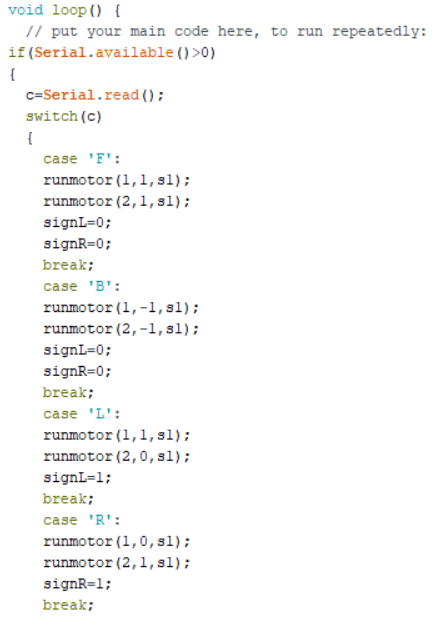 void loop() {
// put your main code here, to run repeatedly:
if(Serial.available()>0)
{
c=Serial.read();
switch(c)
{
case 'F':
runmotor(1,1,s1);
runmotor(2,1,s1);
signL=0;
signR=0;
break;
case 'B':
runmotor(1,-1,s1);
runmotor(2,-1,s1);
signL=0;
signR=0;
break;
case 'L':
runmotor(1,1,s1);
runmotor(2,0,s1);
signL=1;
break;
case 'R':
runmotor(1,0,s1);
runmotor(2,1,s1);
signR=1;
break;